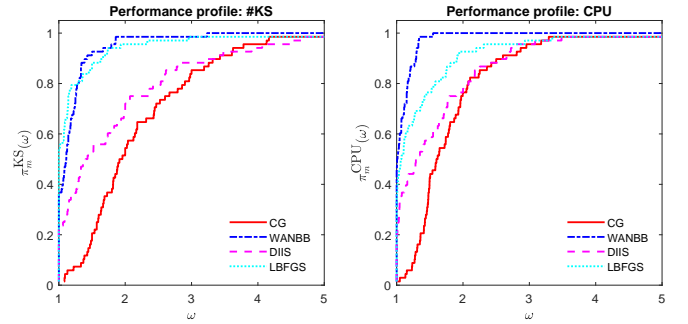 Performance profile: #KS
π_m^KS(ω)
1
0.8
0.6
0.4
0.2
0
1 2 3 4 5
ω
CG
WANBB
DIIS
LBFGS
Performance profile: CPU
π_m^CPU(ω)
1
0.8
0.6
0.4
0.2
0
1 2 3 4 5
ω
CG
WANBB
DIIS
LBFGS